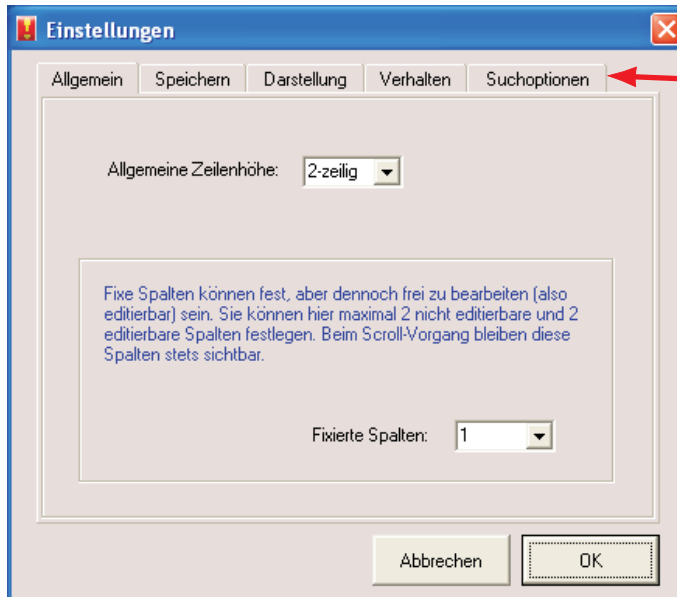 Einstellungen
Allgemein Speichern Darstellung Verhalten Suchoptionen
Allgemeine Zeilenhöhe: 2-zeilig
Fixe Spalten können fest, aber dennoch frei zu bearbeiten (also
editierbar) sein. Sie können hier maximal 2 nicht editierbare und 2
editierbare Spalten festlegen. Beim Scroll-Vorgang bleiben diese
Spalten stets sichtbar.
Fixierte Spalten: 1
Abbrechen OK